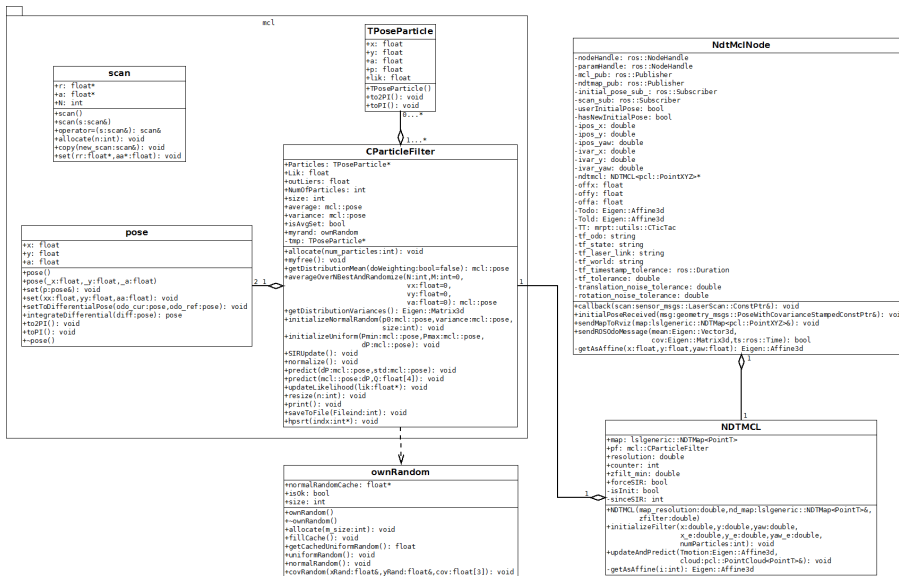 mcl
TPoseParticle
+x: float
+y: float
+a: float
+p: float
+lik: float
+TPoseParticle()
+to2PI(): void
+toPI(): void
0...*
1...*
scan
+r: float*
+a: float*
+N: int
+scan()
+scan(s:scan&)
+operator=(s:scan&): scan&
+allocate(n:int): void
+copy(new_scan:scan&): void
+set(rr:float*,aa*:float): void
CParticleFilter
+Particles: TPoseParticle*
+Lik: float
+outLiers: float
+NumOfParticles: int
+size: int
+average: mcl::pose
+variance: mcl::pose
+isAvgSet: bool
+myrand: ownRandom
-tmp: TPoseParticle*
+allocate(num_particles:int): void
+myfree(): void
+getDistributionMean(doWeighting:bool=false): mcl::pose
+averageOverNBestAndRandomize(N:int,M:int=0,
vx:float=0,
vy:float=0,
va:float=0): mcl::pose
+getDistributionVariances(): Eigen::Matrix3d
+initializeNormalRandom(p0:mcl::pose,variance:mcl::pose,
size:int): void
+initializeUniform(Pmin:mcl::pose,Pmax:mcl::pose,
dP:mcl::pose): void
+SIRUpdate(): void
+normalize(): void
+predict(dP:mcl::pose,std:mcl::pose): void
+predict(mcl::pose:dP,Q:float[4]): void
+updateLikelihood(lik:float*): void
+resize(n:int): void
+print(): void
+saveToFile(Fileind:int): void
+hpsrt(indx:int*): void
pose
+x: float
+y: float
+a: float
+pose()
+pose(_x:float,_y:float,_a:float)
+set(p:pose&): void
+set(xx:float,yy:float,aa:float): void
+setToDifferentialPose(odo_cur:pose,odo_ref:pose): void
+integrateDifferential(diff:pose): void
+to2PI(): void
+toPI(): void
+~pose()
2 1
1
ownRandom
+normalRandomCache: float*
+isOk: bool
+size: int
+ownRandom()
+~ownRandom()
+allocate(m_size:int): void
+fillCache(): void
+getCachedUniformRandom(): float
+uniformRandom(): void
+normalRandom(): void
+covRandom(xRand:float&,yRand:float&,cov:float[3]): void
NdtMclNode
-nodeHandle: ros::NodeHandle
-paramHandle: ros::NodeHandle
-mcl_pub: ros::Publisher
-ndtmap_pub: ros::Publisher
-initial_pose_sub_: ros::Subscriber
-scan_sub: ros::Subscriber
-userInitialPose: bool
-hasNewInitialPose: bool
-ipos_x: double
-ipos_y: double
-ipos_yaw: double
-ivar_x: double
-ivar_y: double
-ivar_yaw: double
-ndtmcl: NDTMCL<pcl::PointXYZ>*
-offx: float
-offy: float
-offa: float
-Todo: Eigen::Affine3d
-Told: Eigen::Affine3d
-TT: mrpt::utils::CTicTac
-tf_odo: string
-tf_state: string
-tf_laser_link: string
-tf_world: string
-tf_timestamp_tolerance: ros::Duration
-tf_tolerance: double
-translation_noise_tolerance: double
-rotation_noise_tolerance: double
+callback(scan:sensor_msgs::LaserScan::ConstPtr&): void
+initialPoseReceived(msg:geometry_msgs::PoseWithCovarianceStampedConstPtr&): voi
+sendMapToRviz(map:lslgeneric::NDTMap<pcl::PointXYZ>&): void
+sendROSOdoMessage(mean:Eigen::Vector3d,
cov:Eigen::Matrix3d,ts:ros::Time): bool
-getAsAffine(x:float,y:float,yaw:float): Eigen::Affine3d
1
1
NDTMCL
+map: lslgeneric::NDTMap<PointT>
+pf: mcl::CParticleFilter
+resolution: double
+counter: int
+zfilt_min: double
+forceSIR: bool
-isInit: bool
-sinceSIR: int
+NDTMCL(map_resolution:double,nd_map:lslgeneric::NDTMap<PointT>&,
zfilter:double)
+initializeFilter(x:double,y:double,yaw:double,
x_e:double,y_e:double,yaw_e:double,
numParticles:int): void
+updateAndPredict(Tmotion:Eigen::Affine3d,
cloud:pcl::PointCloud<PointT>&): void
-getAsAffine(i:int): Eigen::Affine3d
1